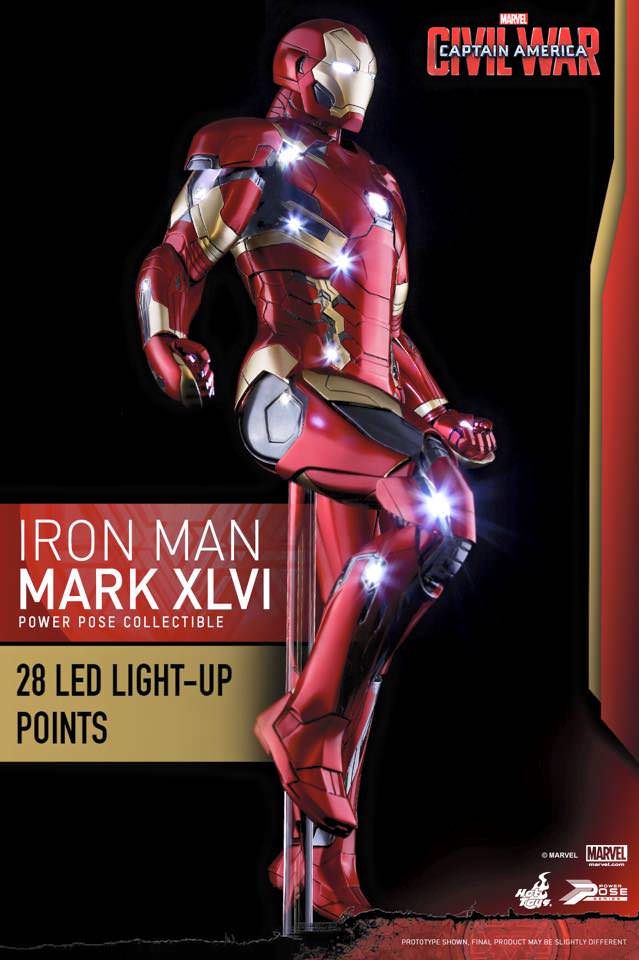 MARVEL
CAPTAIN AMERICA
CIVIL WAR
IRON MAN
MARK XLVI
POWER POSE COLLECTIBLE
28 LED LIGHT-UP
POINTS
© MARVEL
MARVEL
marvel.com
Hot Toys.
POWER
POSE
SERIES
PROTOTYPE SHOWN, FINAL PRODUCT MAY BE SLIGHTLY DIFFERENT